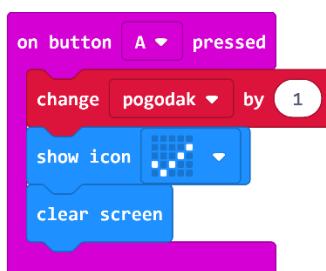 on button A pressed
change pogodak by 1
show icon
clear screen